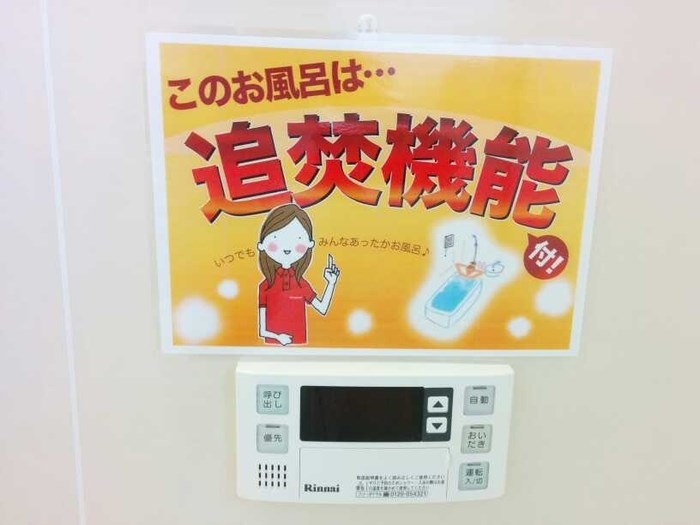 このお風呂は…
追焚機能
付!
いつでも みんなあったかお風呂♪
呼び
出し
優先
自動
おい
だき
運転
入/切
Rinnai